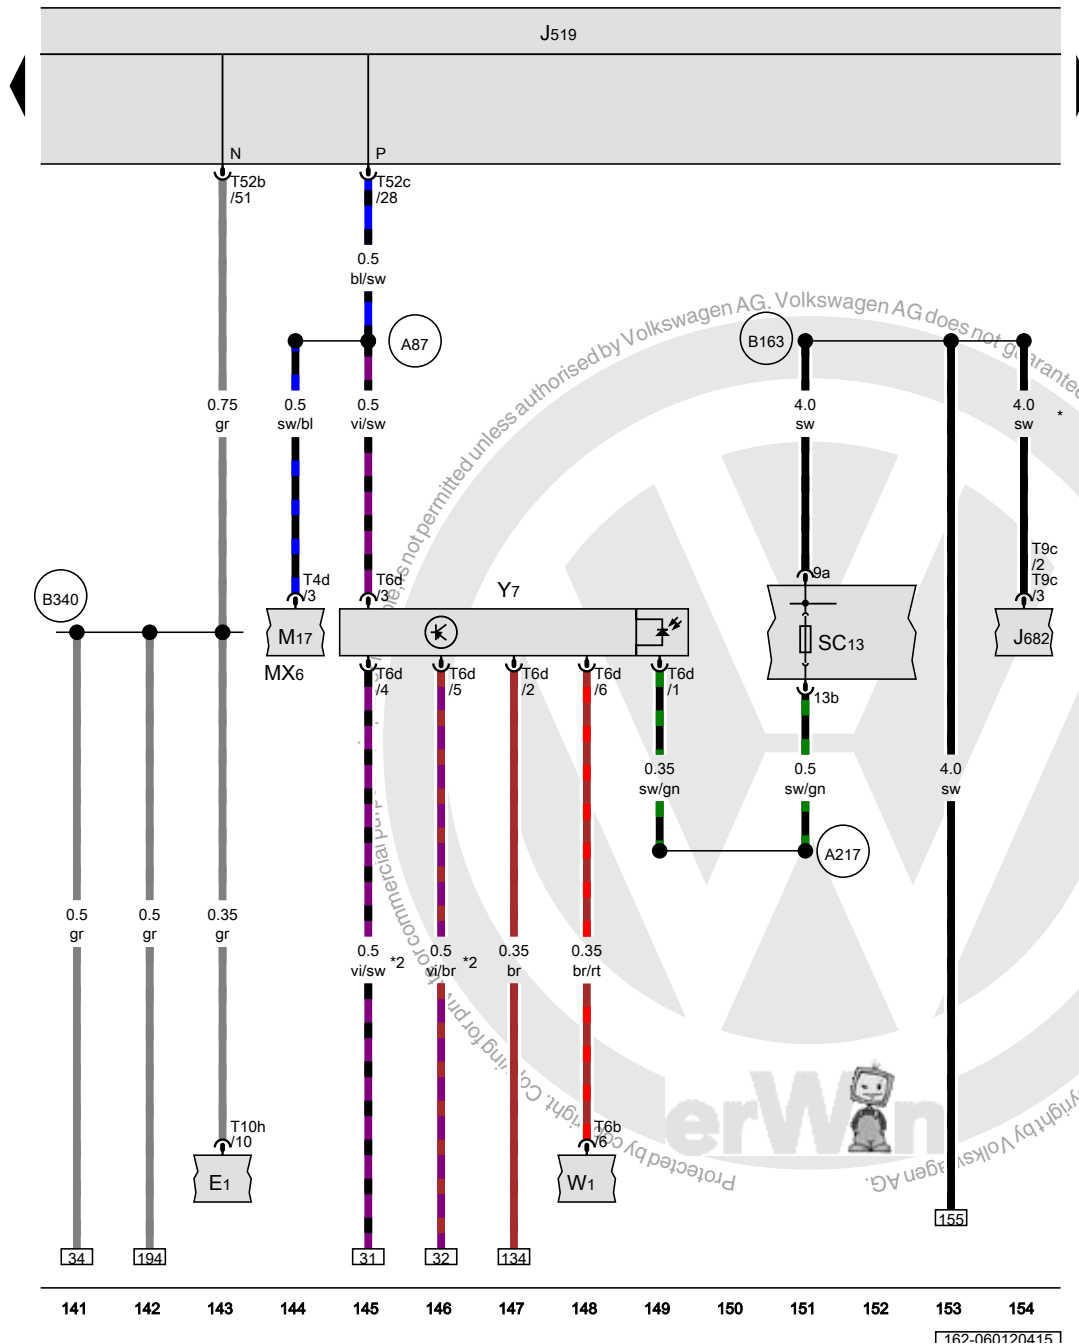 J519
N
P
T52b
/51
T52c
/28
0.5
bl/sw
A87
B163
0.75
gr
0.5
sw/bl
0.5
vi/sw
4.0
sw
4.0
sw
*
T9c
/2
T9c
/3
B340
T4d
/3
T6d
/3
Y7
9a
M17
MX6
SC13
J682
T6d
/4
T6d
/5
T6d
/2
T6d
/6
T6d
/1
13b
0.35
sw/gn
0.5
sw/gn
4.0
sw
A217
0.5
gr
0.5
gr
0.35
gr
0.5
vi/sw
*2
0.5
vi/br
*2
0.35
br
0.35
br/rt
T10h
/10
E1
T6b
/6
W1
34
194
31
32
134
155
141 142 143 144 145 146 147 148 149 150 151 152 153 154
162-060120415
erWin
Protected by copyright. Copying for private or commercial purposes,
is not permitted unless authorised by Volkswagen AG. Volkswagen AG does not guarantee
Volkswagen AG.